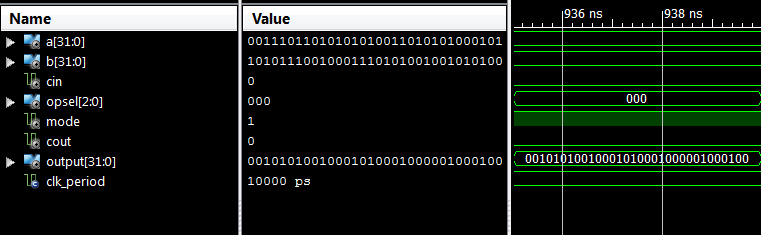 Name Value
936 ns 938 ns
a[31:0] 00111011010101010011010101000101
b[31:0] 10101110010001110101001001010100
cin 0
opsel[2:0] 000 000
mode 1
cout 0
output[31:0] 00101010010001010001000001000100 00101010010001010001000001000100
clk_period 10000 ps